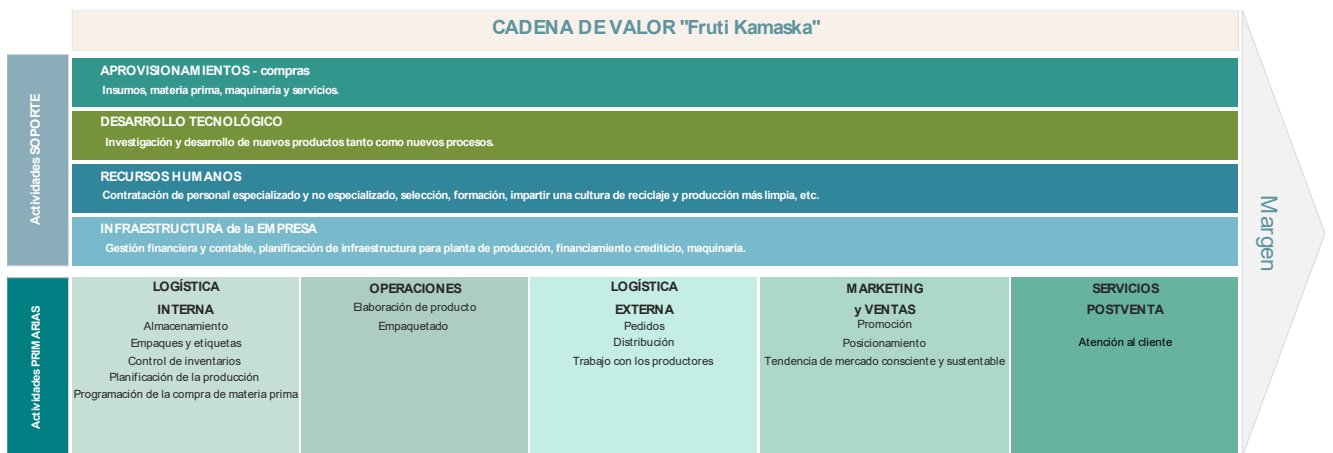 CADENA DE VALOR "Fruti Kamaska"
Actividades SOPORTE
APROVISIONAMIENTOS - compras
Insumos, materia prima, maquinaria y servicios.
DESARROLLO TECNOLÓGICO
Investigación y desarrollo de nuevos productos tanto como nuevos procesos.
RECURSOS HUMANOS
Contratación de personal especializado y no especializado, selección, formación, impartir una cultura de reciclaje y producción más limpia, etc.
INFRAESTRUCTURA de la EMPRESA
Gestión financiera y contable, planificación de infraestructura para planta de producción, financiamiento crediticio, maquinaria.
Margen
Actividades PRIMARIAS
LOGÍSTICA
INTERNA
Almacenamiento
Empaques y etiquetas
Control de inventarios
Planificación de la producción
Programación de la compra de materia prima
OPERACIONES
Elaboración de producto
Empaquetado
LOGÍSTICA
EXTERNA
Pedidos
Distribución
Trabajo con los productores
MARKETING
y VENTAS
Promoción
Posicionamiento
Tendencia de mercado consciente y sustentable
SERVICIOS
POSTVENTA
Atención al cliente